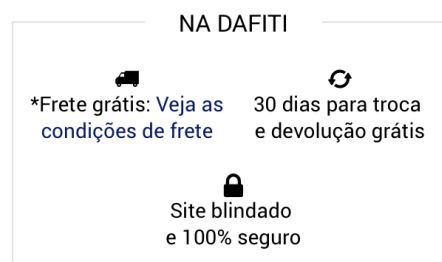 NA DAFITI
*Frete grátis: Veja as
condições de frete
30 dias para troca
e devolução grátis
Site blindado
e 100% seguro